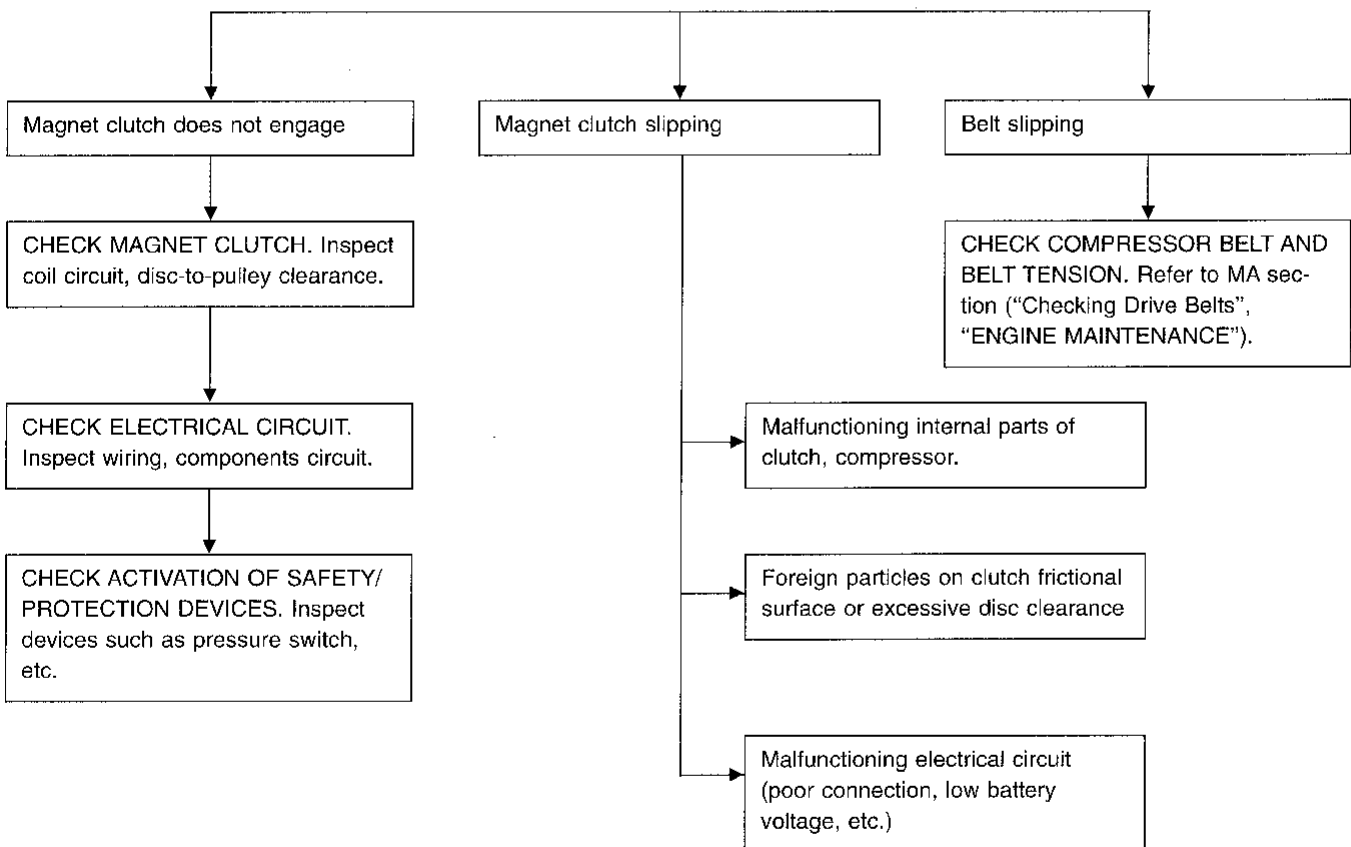 Magnet clutch does not engage
Magnet clutch slipping
Belt slipping
CHECK MAGNET CLUTCH. Inspect
coil circuit, disc-to-pulley clearance.
CHECK COMPRESSOR BELT AND
BELT TENSION. Refer to MA sec-
tion (“Checking Drive Belts”,
“ENGINE MAINTENANCE”).
CHECK ELECTRICAL CIRCUIT.
Inspect wiring, components circuit.
Malfunctioning internal parts of
clutch, compressor.
CHECK ACTIVATION OF SAFETY/
PROTECTION DEVICES. Inspect
devices such as pressure switch,
etc.
Foreign particles on clutch frictional
surface or excessive disc clearance
Malfunctioning electrical circuit
(poor connection, low battery
voltage, etc.)